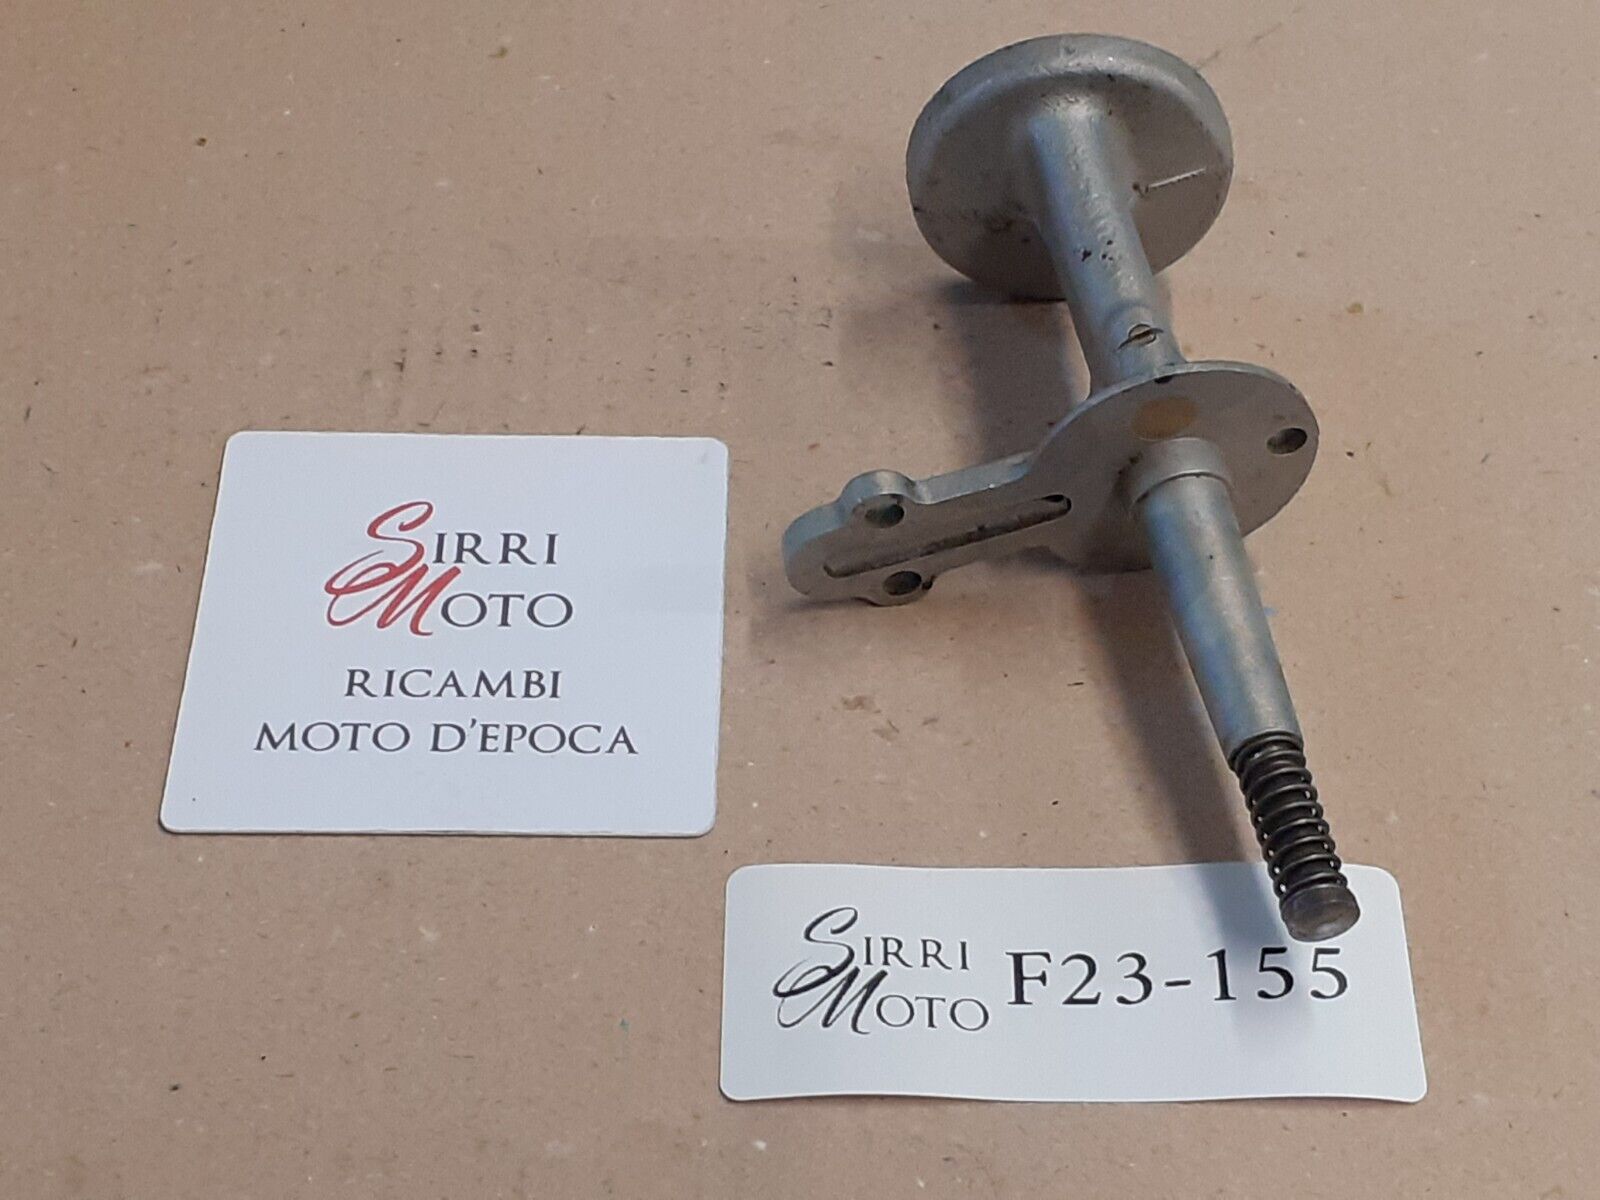 SIRRI
MOTO
RICAMBI
MOTO D'EPOCA
SIRRI
MOTO
F23-155